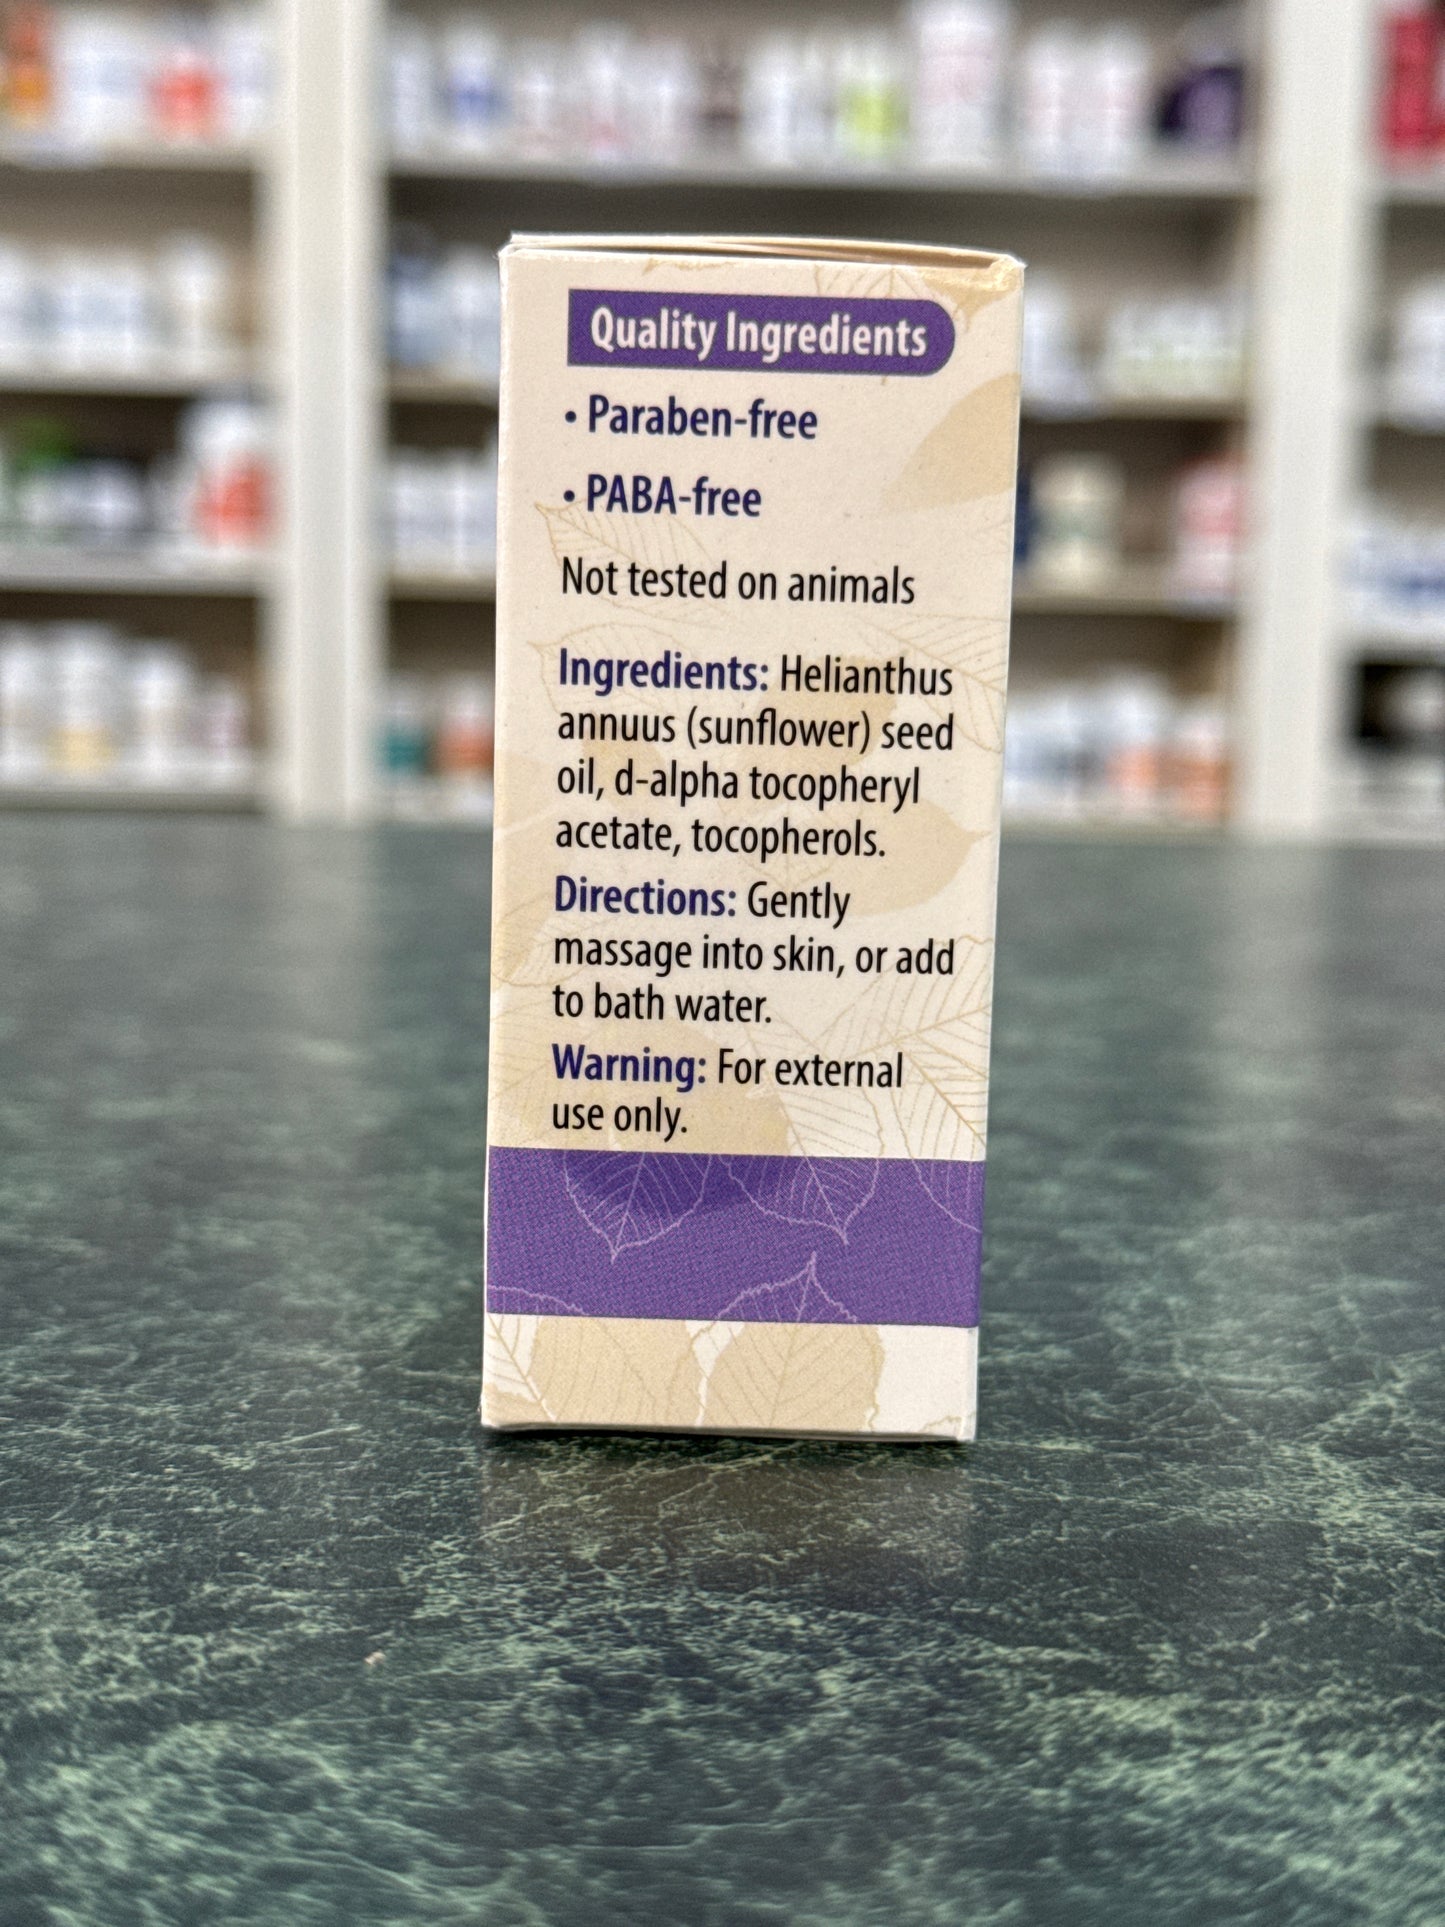 Quality Ingredients
• Paraben-free
• PABA-free
Not tested on animals
Ingredients: Helianthus
annuus (sunflower) seed
oil, d-alpha tocopheryl
acetate, tocopherols.
Directions: Gently
massage into skin, or add
to bath water.
Warning: For external
use only.